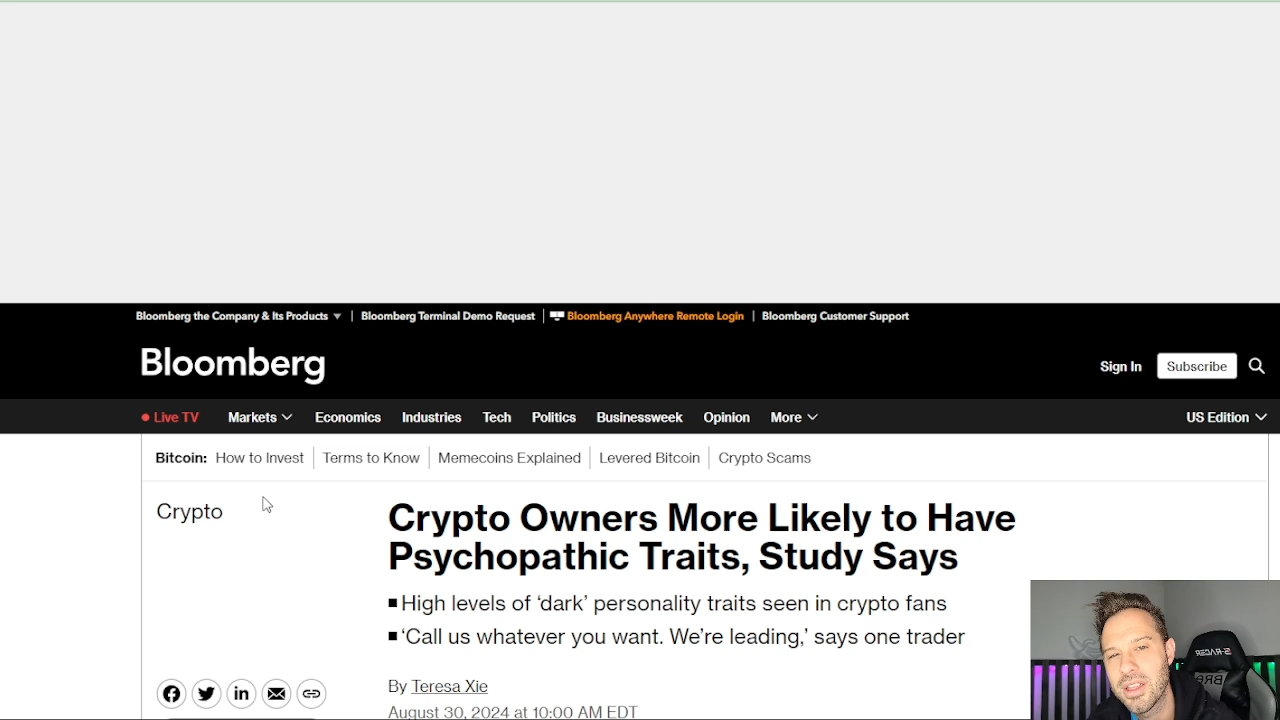 Bloomberg the Company & Its Products ▼ | Bloomberg Terminal Demo Request | Bloomberg Anywhere Remote Login | Bloomberg Customer Support
Bloomberg
Sign In Subscribe
Live TV Markets Economics Industries Tech Politics Businessweek Opinion More US Edition
Bitcoin: How to Invest Terms to Know Memecoins Explained Levered Bitcoin Crypto Scams
Crypto
Crypto Owners More Likely to Have
Psychopathic Traits, Study Says
■ High levels of ‘dark’ personality traits seen in crypto fans
■ ‘Call us whatever you want. We’re leading,’ says one trader
By Teresa Xie
August 30, 2024 at 10:00 AM EDT